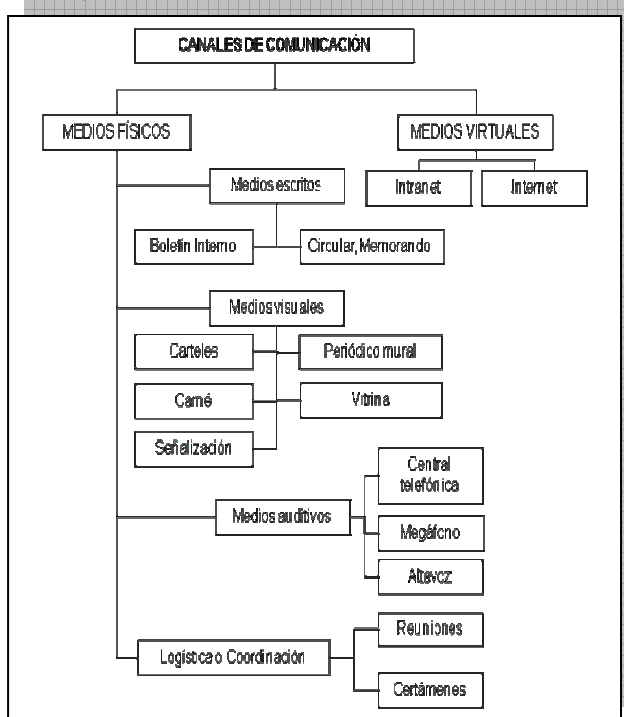 CANALES DE COMUNICACIÓN
MEDIOS FÍSICOS
MEDIOS VIRTUALES
Intranet
Internet
Medios escritos
Boletín Interno
Circular, Memorando
Medios visuales
Carteles
Periódico mural
Carné
Vitrina
Señalización
Medios auditivos
Central
telefónica
Megáfono
Altavoz
Logística o Coordinación
Reuniones
Certámenes